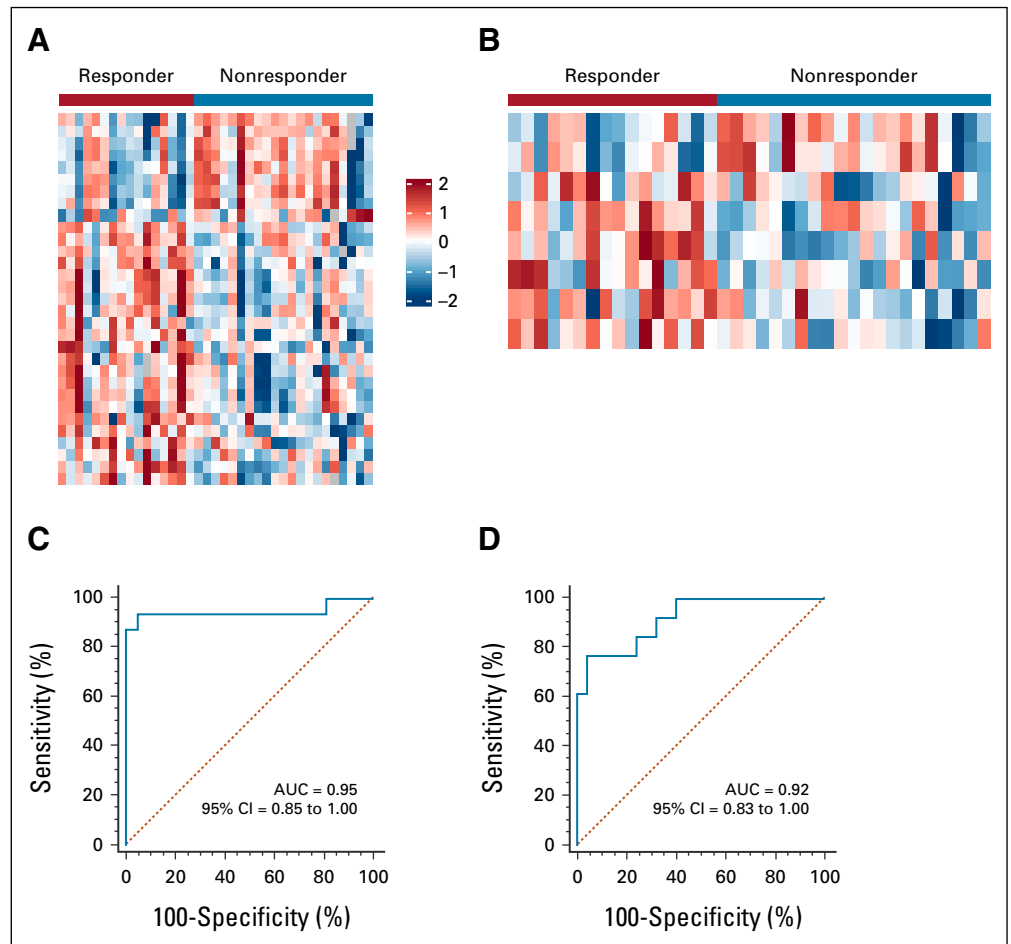 A
Responder Nonresponder
2
1
0
−1
−2
B
Responder Nonresponder
C
100
80
60
40
20
0
Sensitivity (%)
AUC = 0.95
95% CI = 0.85 to 1.00
0 20 40 60 80 100
100-Specificity (%)
D
100
80
60
40
20
0
Sensitivity (%)
AUC = 0.92
95% CI = 0.83 to 1.00
0 20 40 60 80 100
100-Specificity (%)